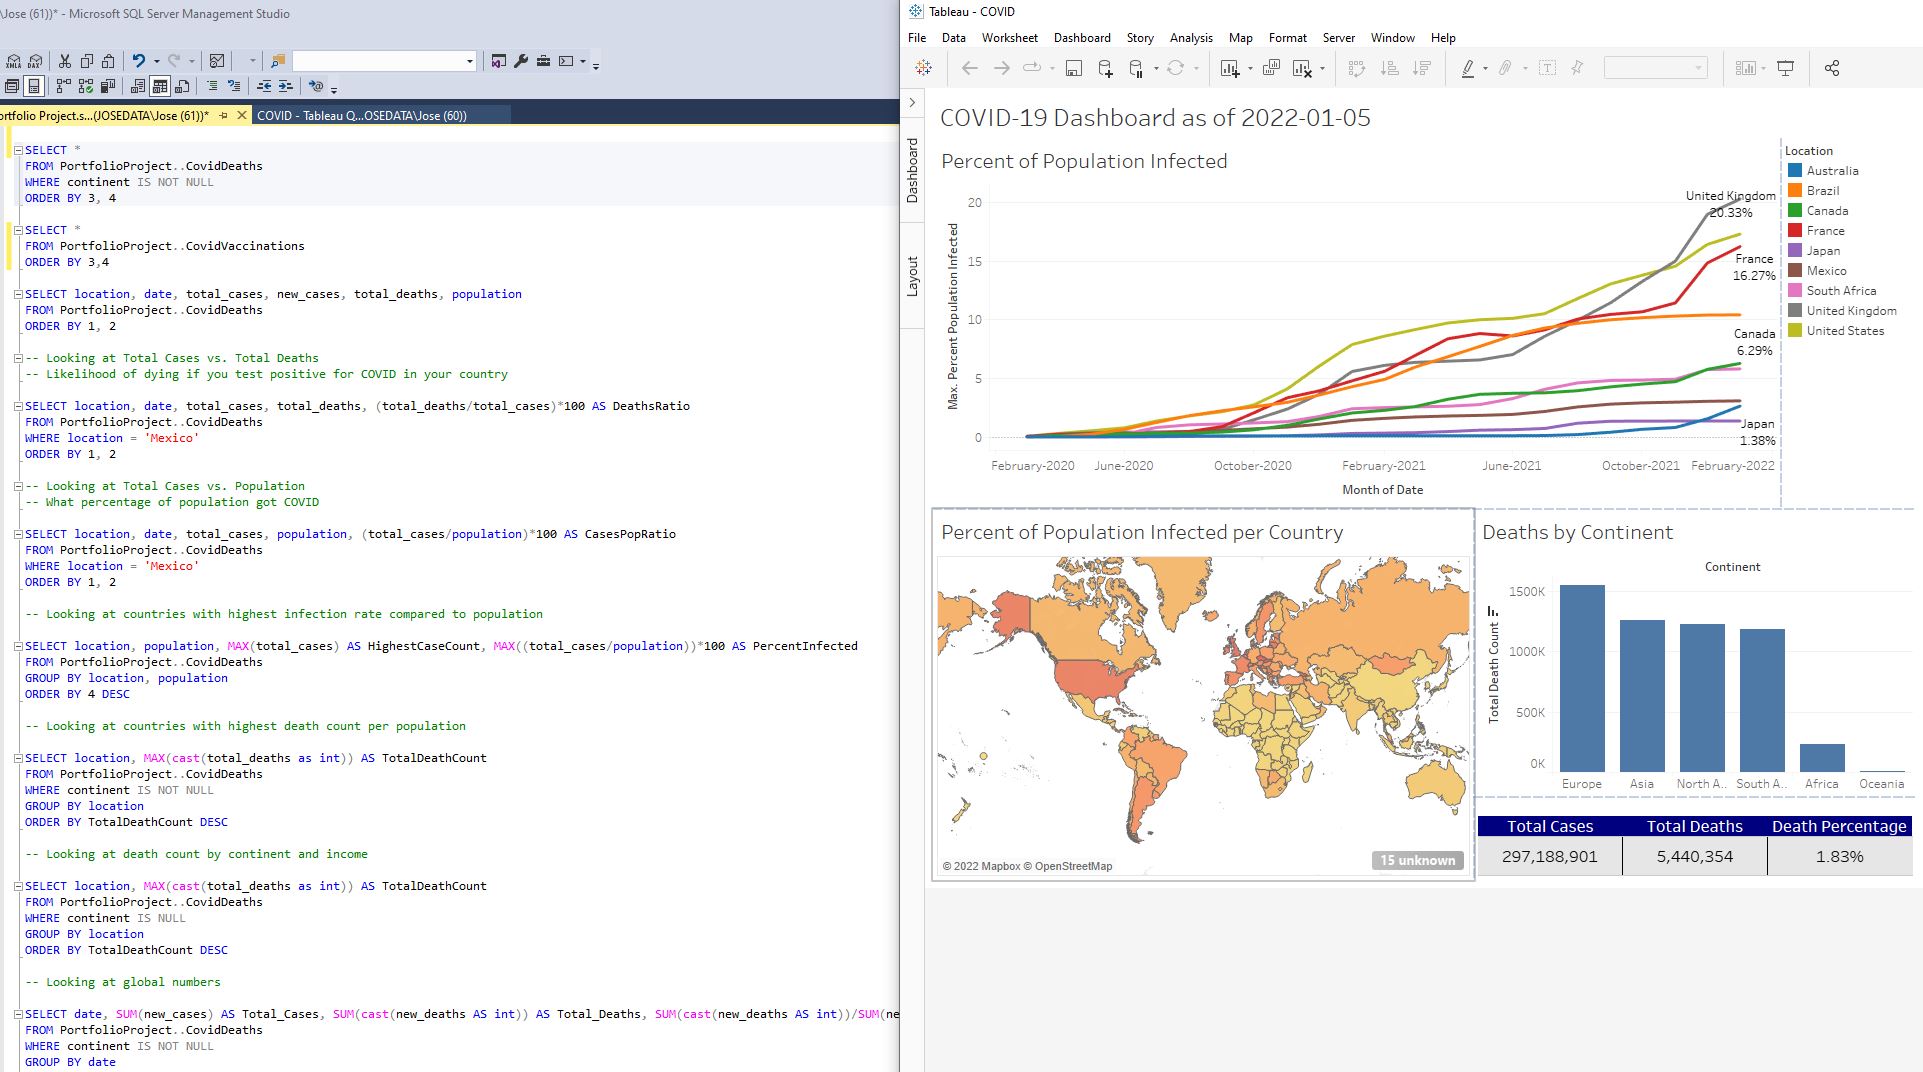 \Jose (61))* - Microsoft SQL Server Management Studio
XMLA DAX
ortfolio Project.s...(JOSEDATA\Jose (61))*
COVID - Tableau Q...OSEDATA\Jose (60))
SELECT *
FROM PortfolioProject..CovidDeaths
WHERE continent IS NOT NULL
ORDER BY 3, 4
SELECT *
FROM PortfolioProject..CovidVaccinations
ORDER BY 3,4
SELECT location, date, total_cases, new_cases, total_deaths, population
FROM PortfolioProject..CovidDeaths
ORDER BY 1, 2
-- Looking at Total Cases vs. Total Deaths
-- Likelihood of dying if you test positive for COVID in your country
SELECT location, date, total_cases, total_deaths, (total_deaths/total_cases)*100 AS DeathsRatio
FROM PortfolioProject..CovidDeaths
WHERE location = 'Mexico'
ORDER BY 1, 2
-- Looking at Total Cases vs. Population
-- What percentage of population got COVID
SELECT location, date, total_cases, population, (total_cases/population)*100 AS CasesPopRatio
FROM PortfolioProject..CovidDeaths
WHERE location = 'Mexico'
ORDER BY 1, 2
-- Looking at countries with highest infection rate compared to population
SELECT location, population, MAX(total_cases) AS HighestCaseCount, MAX((total_cases/population))*100 AS PercentInfected
FROM PortfolioProject..CovidDeaths
GROUP BY location, population
ORDER BY 4 DESC
-- Looking at countries with highest death count per population
SELECT location, MAX(cast(total_deaths as int)) AS TotalDeathCount
FROM PortfolioProject..CovidDeaths
WHERE continent IS NOT NULL
GROUP BY location
ORDER BY TotalDeathCount DESC
-- Looking at death count by continent and income
SELECT location, MAX(cast(total_deaths as int)) AS TotalDeathCount
FROM PortfolioProject..CovidDeaths
WHERE continent IS NULL
GROUP BY location
ORDER BY TotalDeathCount DESC
-- Looking at global numbers
SELECT date, SUM(new_cases) AS Total_Cases, SUM(cast(new_deaths AS int)) AS Total_Deaths, SUM(cast(new_deaths AS int))/SUM(ne
FROM PortfolioProject..CovidDeaths
WHERE continent IS NOT NULL
GROUP BY date
Tableau - COVID
File Data Worksheet Dashboard Story Analysis Map Format Server Window Help
Dashboard
Layout
COVID-19 Dashboard as of 2022-01-05
Percent of Population Infected
Max. Percent Population Infected
20
15
10
5
0
United Kingdom
20.33%
France
16.27%
Canada
6.29%
Japan
1.38%
February-2020 June-2020 October-2020 February-2021 June-2021 October-2021 February-2022
Month of Date
Location
Australia
Brazil
Canada
France
Japan
Mexico
South Africa
United Kingdom
United States
Percent of Population Infected per Country
© 2022 Mapbox © OpenStreetMap
15 unknown
Deaths by Continent
Continent
Total Death Count
1500K
1000K
500K
0K
Europe Asia North A.. South A.. Africa Oceania
Total Cases Total Deaths Death Percentage
297,188,901 5,440,354 1.83%